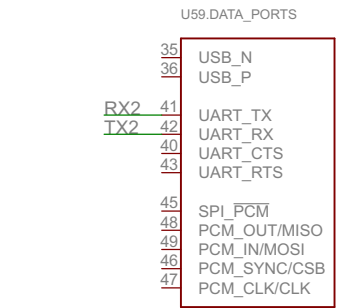 U59.DATA_PORTS
35 USB_N
36 USB_P
RX2 41 UART_TX
TX2 42 UART_RX
40 UART_CTS
43 UART_RTS
45 SPI_PCM
48 PCM_OUT/MISO
49 PCM_IN/MOSI
46 PCM_SYNC/CSB
47 PCM_CLK/CLK